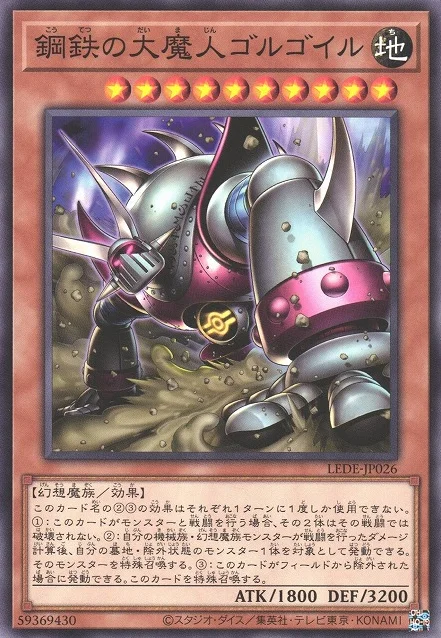 鋼鉄の大魔人ゴルゴイル
地
LEDE-JP026
【幻想魔族/効果】
このカード名の②③の効果はそれぞれ1ターンに1度しか使用できない。
①:このカードがモンスターと戦闘を行う場合、その2体はその戦闘では
破壊されない。②:自分の機械族・幻想魔族モンスターが戦闘を行ったダメージ
計算後、自分の墓地・除外状態のモンスター1体を対象として発動できる。
そのモンスターを特殊召喚する。③:このカードがフィールドから除外された
場合に発動できる。このカードを特殊召喚する。
ATK/1800 DEF/3200
59369430
©スタジオ・ダイス/集英社・テレビ東京・KONAMI